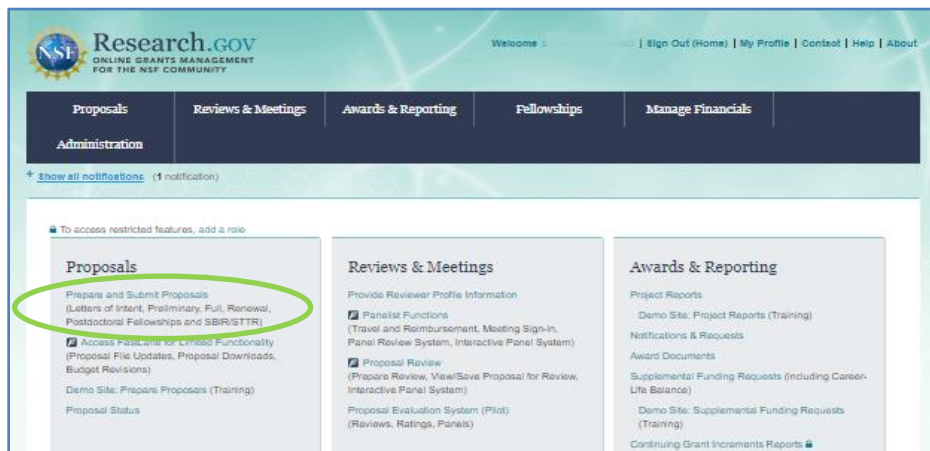 NSF
Research.gov
ONLINE GRANTS MANAGEMENT
FOR THE NSF COMMUNITY
Welcome | Sign Out (Home) | My Profile | Contact | Help | About
Proposals
Reviews & Meetings
Awards & Reporting
Fellowships
Manage Financials
Administration
+ Show all notifications (1 notification)
To access restricted features, add a role
Proposals
Prepare and Submit Proposals
(Letters of Intent, Preliminary, Full, Renewal,
Postdoctoral Fellowships and SBIR/STTR)
Access FastLane for Limited Functionality
(Proposal File Updates, Proposal Downloads,
Budget Revisions)
Demo Site: Prepare Proposals (Training)
Proposal Status
Reviews & Meetings
Provide Reviewer Profile Information
Panelist Functions
(Travel and Reimbursement, Meeting Sign-In,
Panel Review System, Interactive Panel System)
Proposal Review
(Prepare Review, View/Save Proposal for Review,
Interactive Panel System)
Proposal Evaluation System (Pilot)
(Reviews, Ratings, Panels)
Awards & Reporting
Project Reports
Demo Site: Project Reports (Training)
Notifications & Requests
Award Documents
Supplemental Funding Requests (including Career-
Life Balance)
Demo Site: Supplemental Funding Requests
(Training)
Continuing Grant Increments Reports